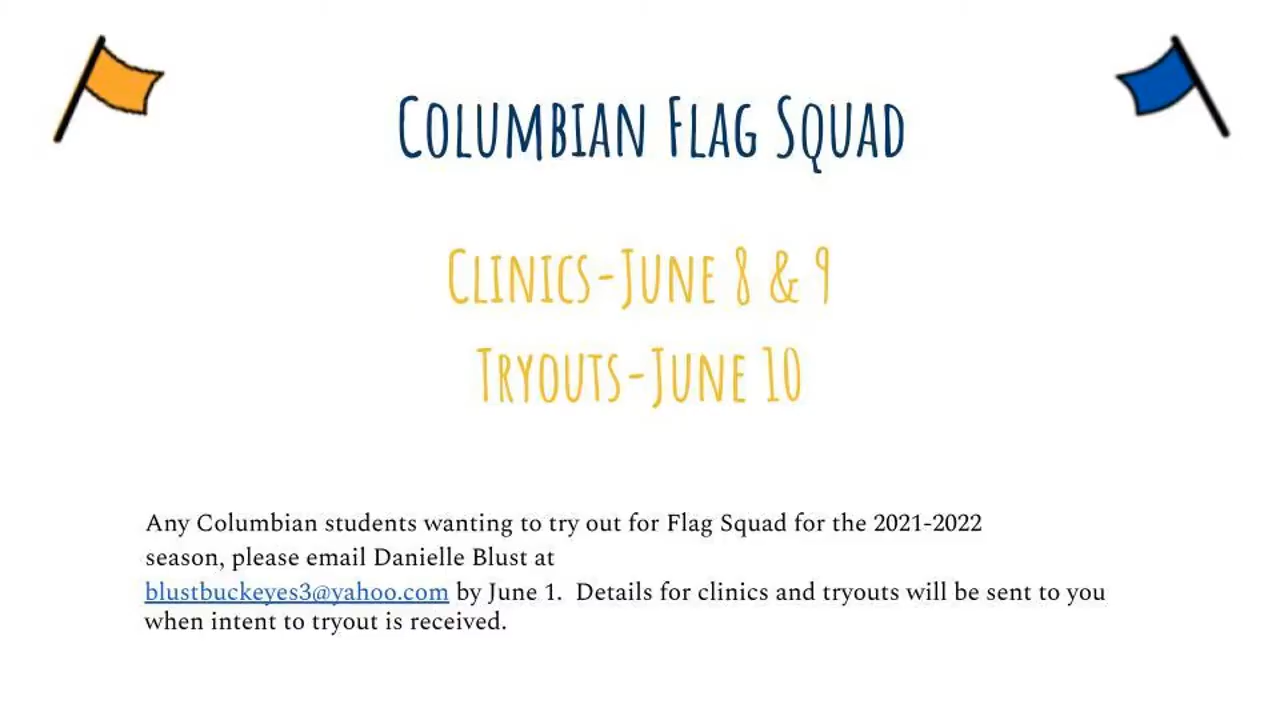 Columbian Flag Squad
Clinics-June 8 & 9
Tryouts-June 10
Any Columbian students wanting to try out for Flag Squad for the 2021-2022
season, please email Danielle Blust at
blustbuckeyes3@yahoo.com by June 1.  Details for clinics and tryouts will be sent to you
when intent to tryout is received.